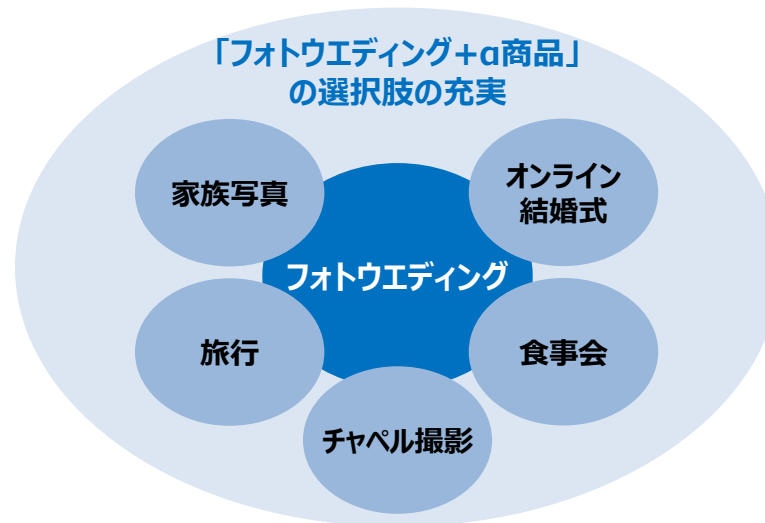 「フォトウエディング+α商品」
の選択肢の充実
家族写真
オンライン
結婚式
フォトウエディング
旅行
食事会
チャペル撮影